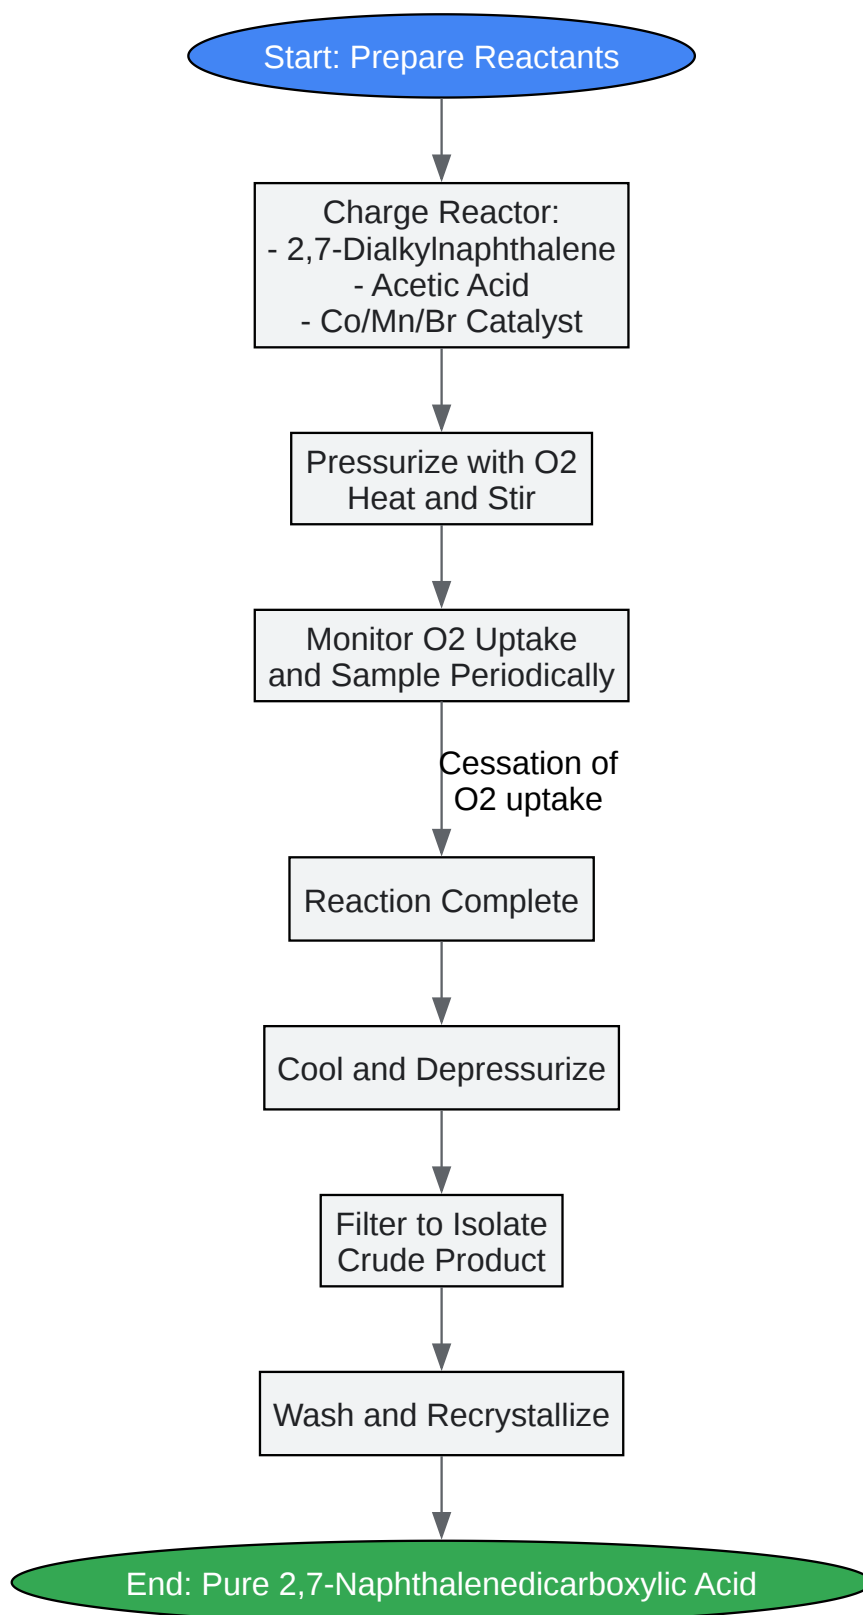 Start: Prepare Reactants
Charge Reactor:
- 2,7-Dialkylnaphthalene
- Acetic Acid
- Co/Mn/Br Catalyst
Pressurize with O2
Heat and Stir
Monitor O2 Uptake
and Sample Periodically
Cessation of
O2 uptake
Reaction Complete
Cool and Depressurize
Filter to Isolate
Crude Product
Wash and Recrystallize
End: Pure 2,7-Naphthalenedicarboxylic Acid